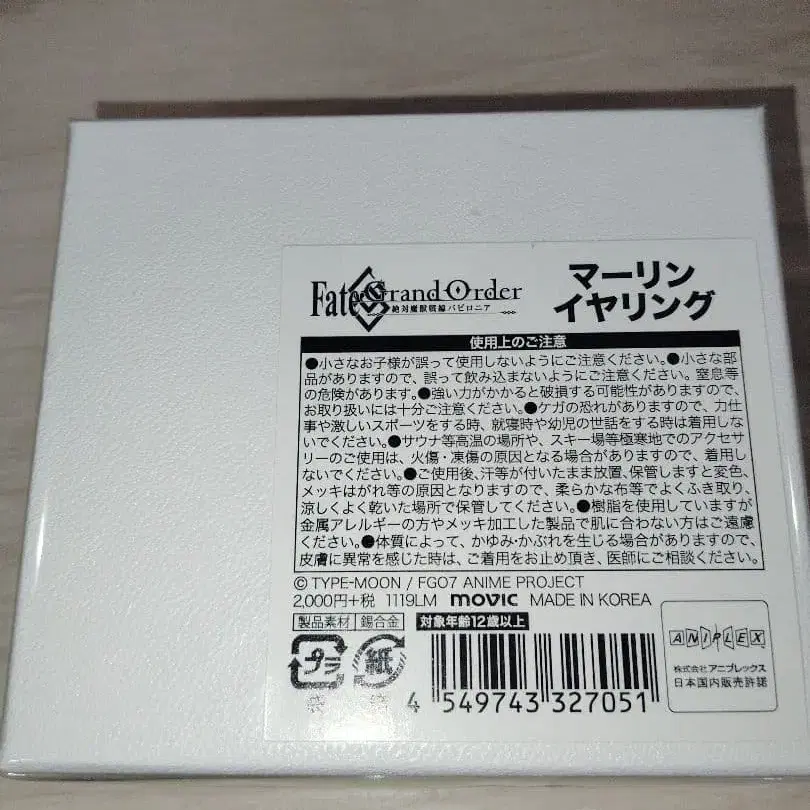 Fate/Grand Order
絶対魔獣戦線バビロニア
マーリン
イヤリング
使用上のご注意
●小さなお子様が誤って使用しないようにご注意ください。●小さな部
品がありますので、誤って飲み込まないようにご注意ください。窒息等
の危険があります。●強い力がかかると破損する可能性がありますので、
お取り扱いには十分ご注意ください。●ケガの恐れがありますので、力仕
事や激しいスポーツをする時、就寝時や幼児の世話をする時は着用しな
いでください。●サウナ等高温の場所や、スキー場等極寒地でのアクセサ
リーのご使用は、火傷・凍傷の原因となる場合がありますので、着用し
ないでください。●ご使用後、汗等が付いたまま放置、保管しますと変色、
メッキはがれ等の原因となりますので、柔らかな布等でよくふき取り、
涼しくよく乾いた場所で保管してください。●樹脂を使用していますが
金属アレルギーの方やメッキ加工した製品で肌に合わない方はご遠慮
ください。●体質によって、かゆみ・かぶれを生じる場合がありますので、
皮膚に異常を感じた時は、ご着用をお止め頂き、医師にご相談ください。
© TYPE-MOON / FGO7 ANIME PROJECT
2,000円+税 1119LM movic MADE IN KOREA
製品素材 錫合金 対象年齢12歳以上
プラ 紙
4 549743 327051
ANIPLEX
株式会社アニプレックス
日本国内販売許諾